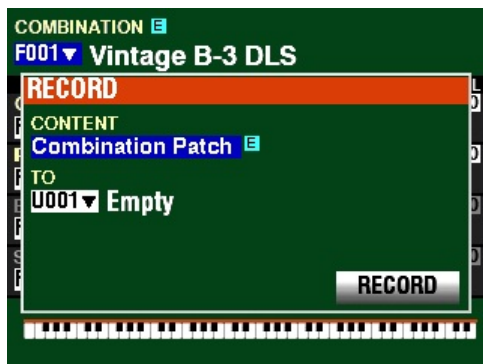 COMBINATION E
F001▼ Vintage B-3 DLS
RECORD
CONTENT
Combination Patch E
TO
U001▼ Empty
RECORD